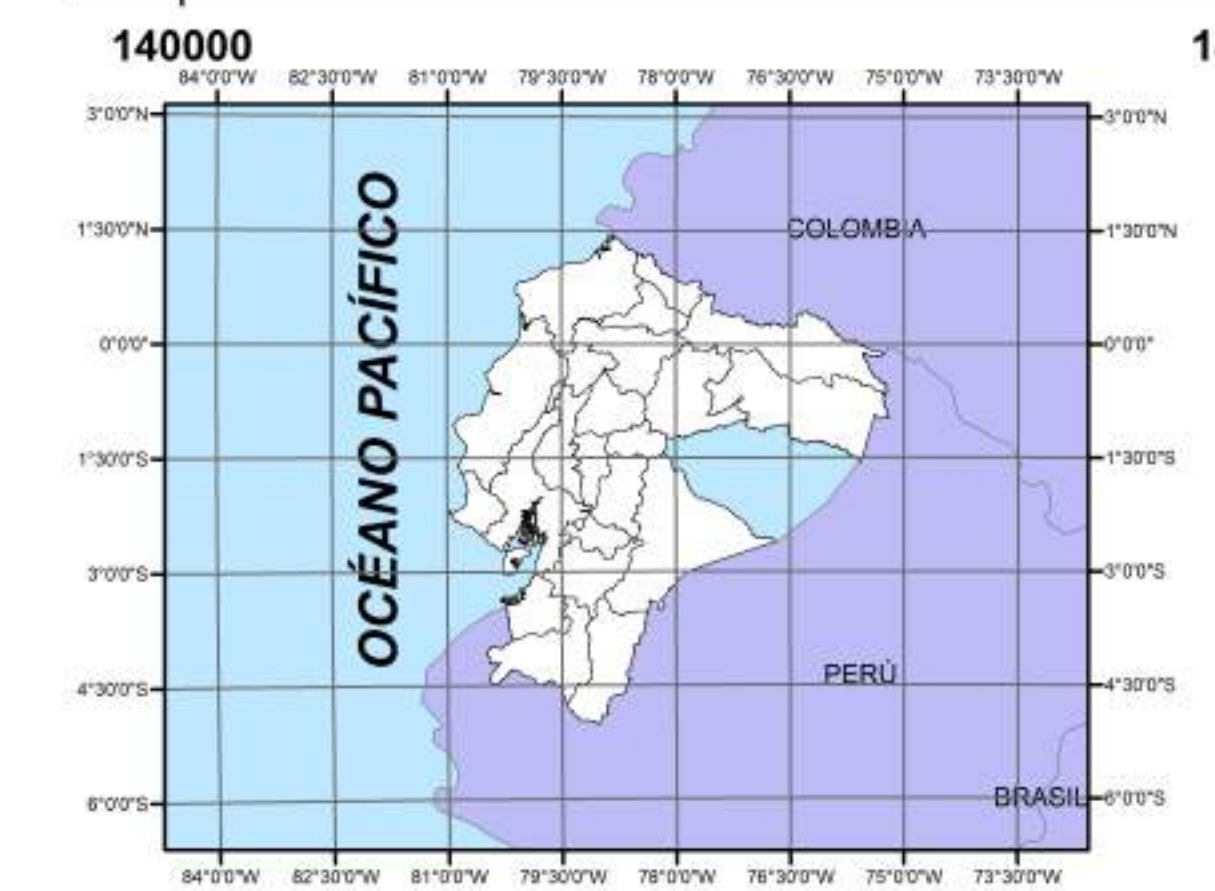 140000
1
84°0'0"W 82°30'0"W 81°0'0"W 79°30'0"W 78°0'0"W 76°30'0"W 75°0'0"W 73°30'0"W
3°0'0"N 3°0'0"N
OCÉANO PACÍFICO
COLOMBIA
1°30'0"N 1°30'0"N
0°0'0" 0°0'0"
1°30'0"S 1°30'0"S
3°0'0"S 3°0'0"S
PERÚ
4°30'0"S 4°30'0"S
BRASIL
6°0'0"S 6°0'0"S
84°0'0"W 82°30'0"W 81°0'0"W 79°30'0"W 78°0'0"W 76°30'0"W 75°0'0"W 73°30'0"W